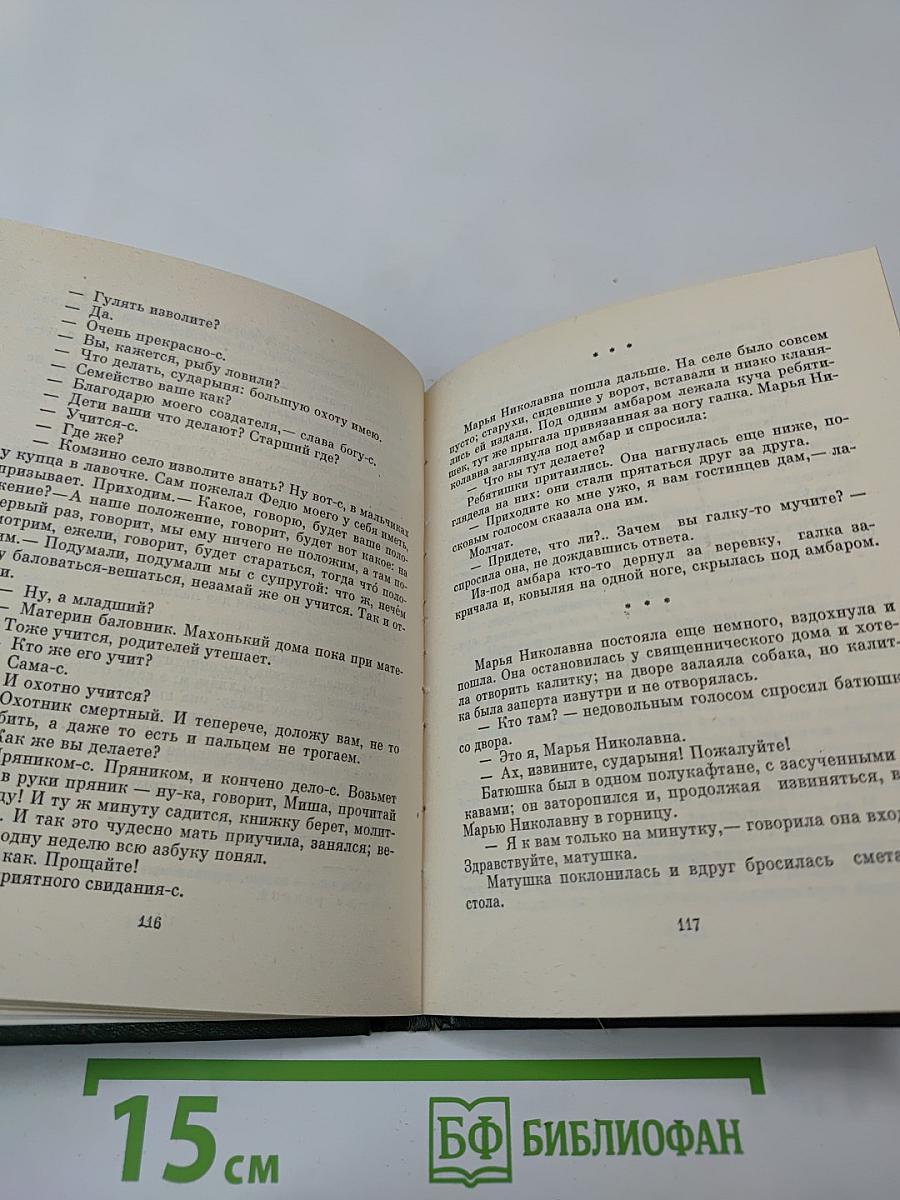 — Гулять изволите?
— Да.
— Очень прекрасно-с.
— Вы, кажется, рыбу ловили?
— Что делать, сударыня: большую охоту имею.
— Семейство ваше как?
— Благодарю моего создателя,— слава богу-с.
— Дети ваши что делают? Старший где?
— Учится-с.
— Где же?
— Комзино село изволите знать? Ну вот-с, в мальчиках
у купца в лавочке. Сам пожелал Федю моего у себя иметь,
призывает. Приходим.— Какое, говорю, будет ваше поло-
жение?— А наше положение, говорит, будет вот какое: на
первый раз, говорит, мы ему ничего не положим, а там по-
мотрим, ежели, говорит, будет стараться, тогда что́ поло-
им.— Подумали, подумали мы с супругой: что ж, нечем
у баловаться-вешаться, незамай же он учится. Так и от-
и.
— Ну, а младший?
— Материн баловник. Махонький дома пока при мате-
Тоже учится, родителей утешает.
Кто же его учит?
Сама-с.
И охотно учится?
Охотник смертный. И теперече, доложу вам, не то
бить, а даже то есть и пальцем не трогаем.
Как же вы делаете?
Пряником-с. Пряником, и кончено дело-с. Возьмет
в руки пряник — ну-ка, говорит, Миша, прочитай
ду! И ту ж минуту садится, книжку берет, молит-
. И так это чудесно мать приучила, занялся; ве-
одну неделю всю азбуку понял.
как. Прощайте!
риятного свидания-с.
116
* * *
Марья Николавна пошла дальше. На селе было совсем
пусто; старухи, сидевшие у ворот, вставали и низко кланя-
лись ей издали. Под одним амбаром лежала куча ребяти-
шек, тут же прыгала привязанная за ногу галка. Марья Ни-
колавна заглянула под амбар и спросила:
— Что вы тут делаете?
Ребятишки притаились. Она нагнулась еще ниже, по-
глядела на них: они стали прятаться друг за друга.
— Приходите ко мне ужо, я вам гостинцев дам,— ла-
сковым голосом сказала она им.
Молчат.
— Придете, что ли?.. Зачем вы галку-то мучите? —
спросила она, не дождавшись ответа.
Из-под амбара кто-то дернул за веревку, галка за-
кричала и, ковыляя на одной ноге, скрылась под амбаром.
* * *
Марья Николавна постояла еще немного, вздохнула и
пошла. Она остановилась у священнического дома и хоте-
ла отворить калитку; на дворе залаяла собака, но калит-
ка была заперта изнутри и не отворялась.
— Кто там? — недовольным голосом спросил батюшк
со двора.
— Это я, Марья Николавна.
— Ах, извините, сударыня! Пожалуйте!
Батюшка был в одном полукафтане, с засученными
кавами; он заторопился и, продолжая извиняться, в
Марью Николавну в горницу.
— Я к вам только на минутку,— говорила она вход
Здравствуйте, матушка.
Матушка поклонилась и вдруг бросилась смета
стола.
117
15 см
БФ БИБЛИОФАН